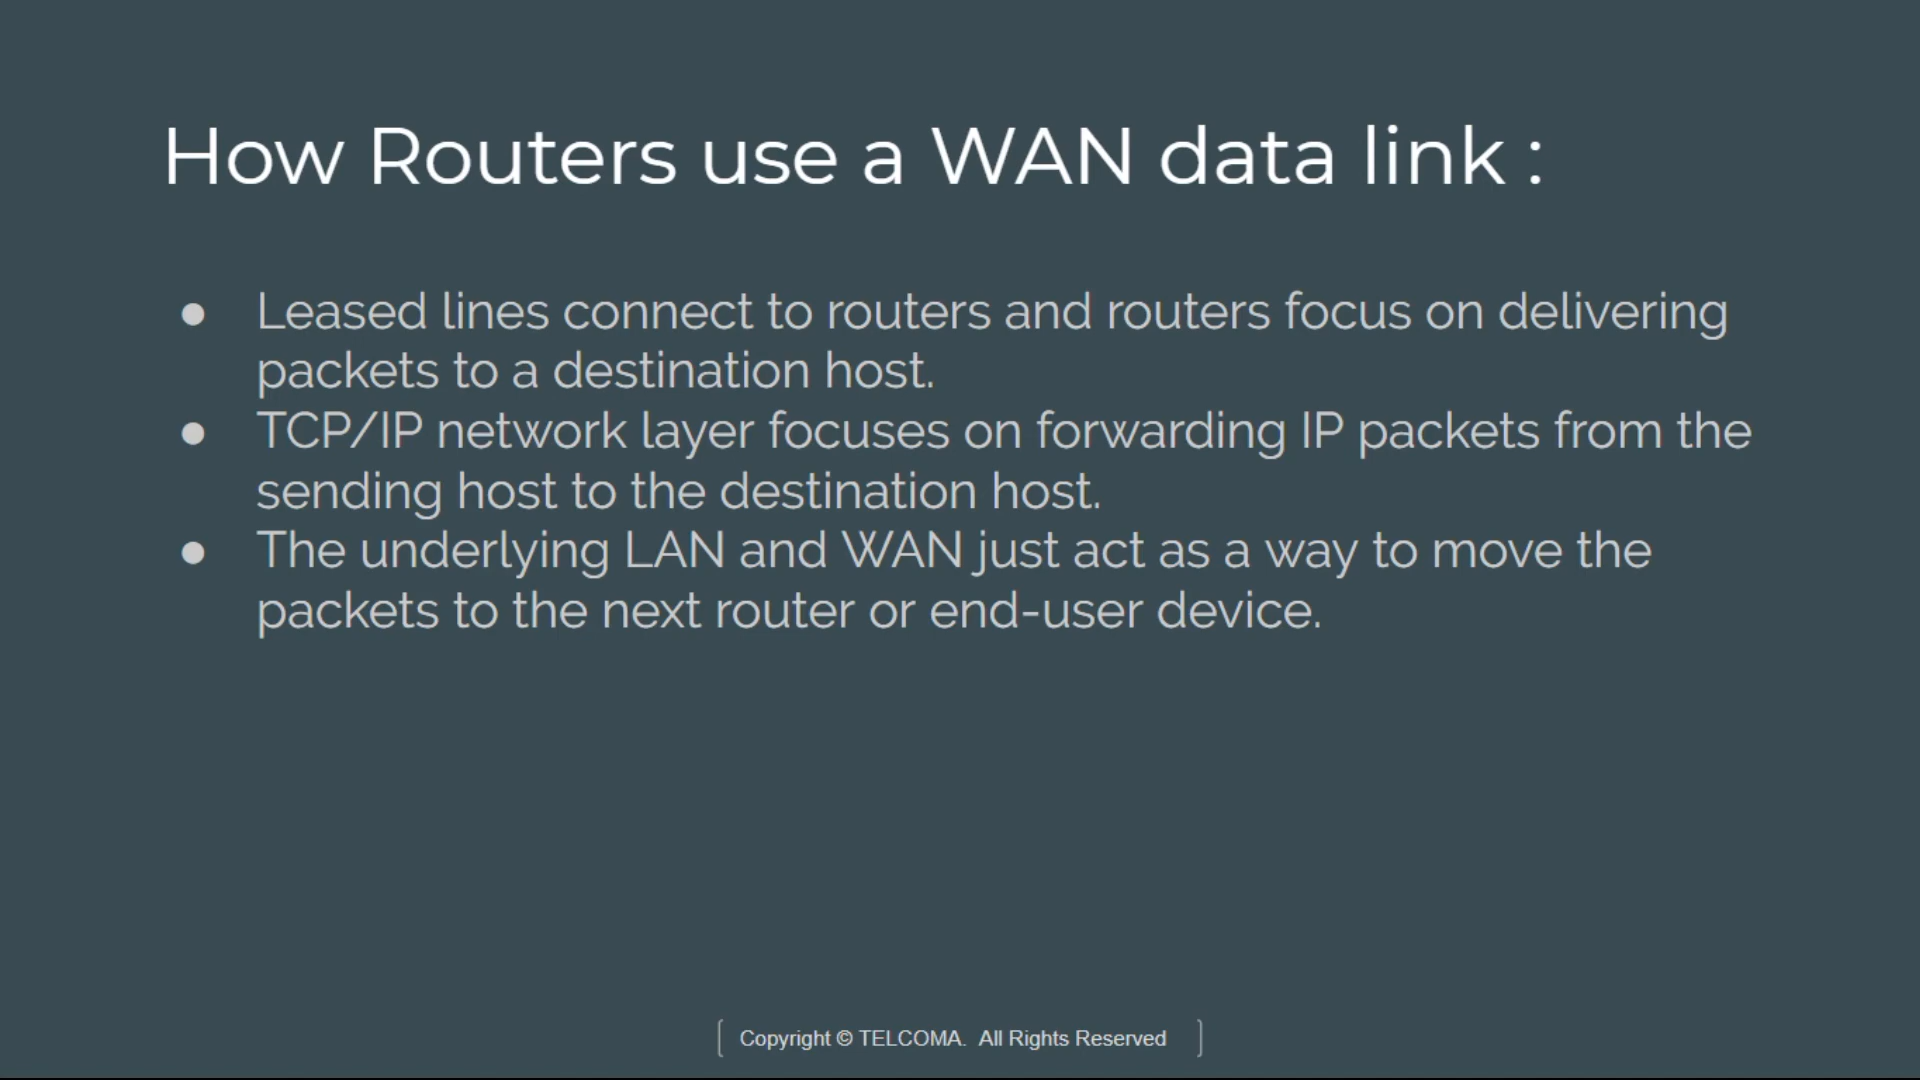 How Routers use a WAN data link :
● Leased lines connect to routers and routers focus on delivering
packets to a destination host.
● TCP/IP network layer focuses on forwarding IP packets from the
sending host to the destination host.
● The underlying LAN and WAN just act as a way to move the
packets to the next router or end-user device.
Copyright © TELCOMA. All Rights Reserved